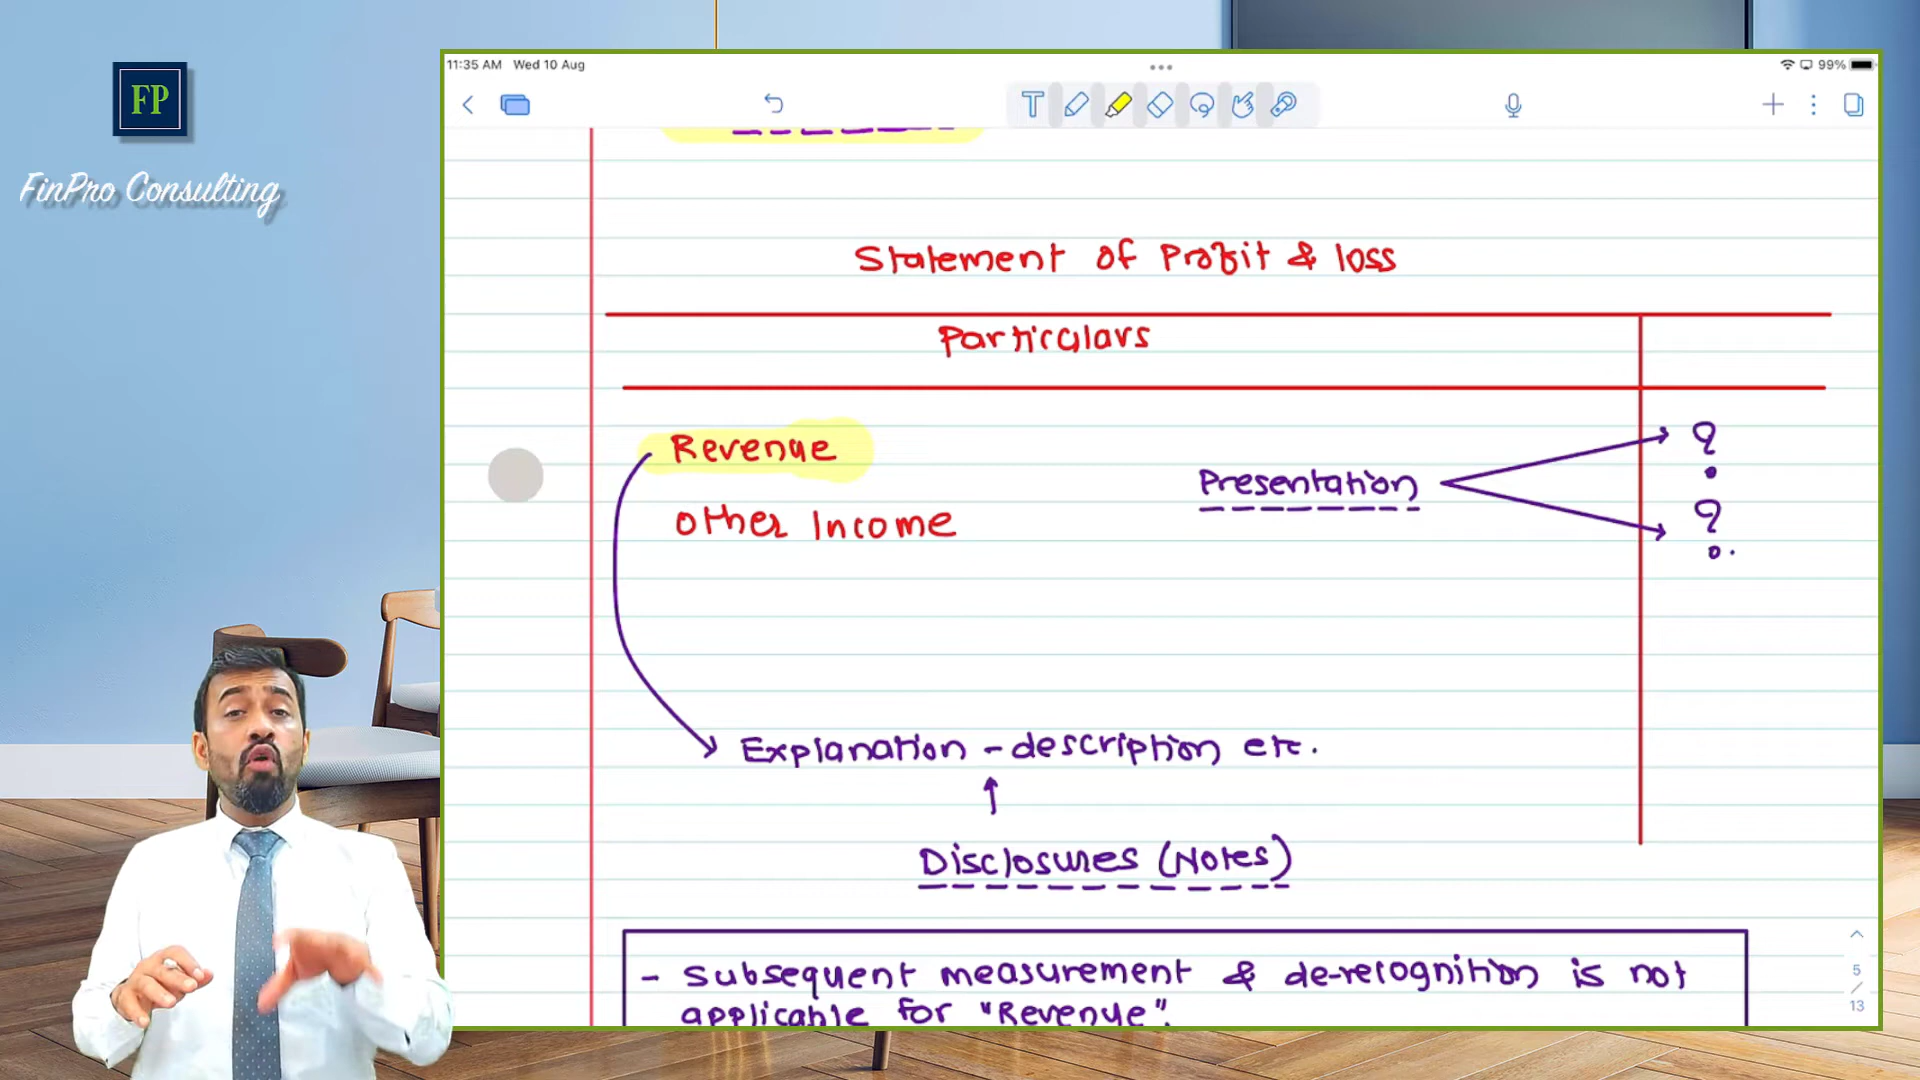 FP
FinPro Consulting
11:35 AM Wed 10 Aug
99%
Statement of Profit & loss
Particulars
Revenue
Presentation
?
Other Income
?
Explanation - description etc.
Disclosures (Notes)
- Subsequent measurement & de-recognition is not
applicable for "Revenue".
5
/
13